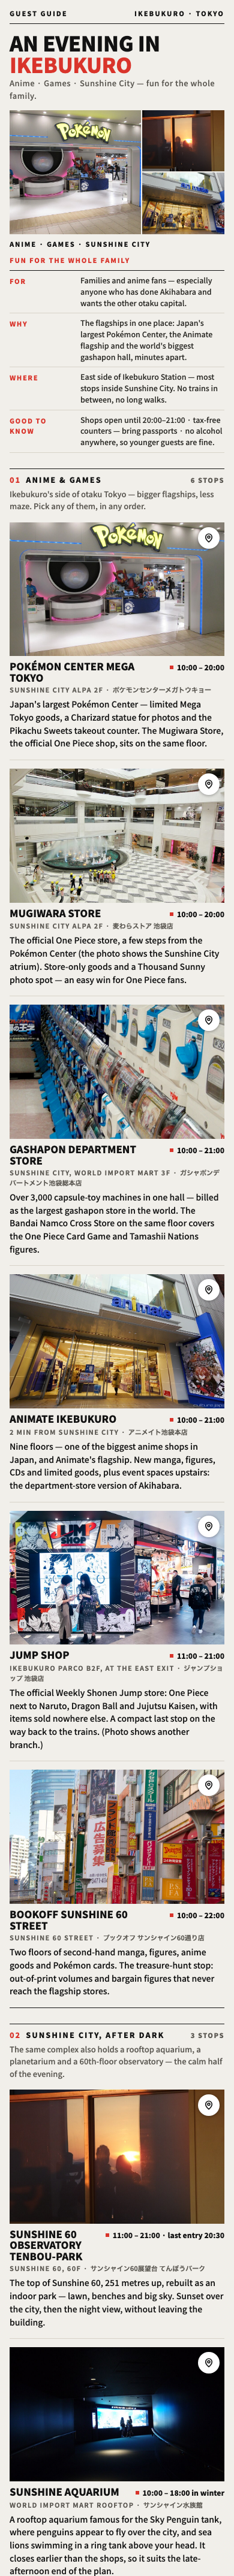 GUEST GUIDE
IKEBUKURO · TOKYO
AN EVENING IN
IKEBUKURO
Anime · Games · Sunshine City — fun for the whole
family.
Pokémon
ANIME · GAMES · SUNSHINE CITY
FUN FOR THE WHOLE FAMILY
FOR
Families and anime fans — especially
anyone who has done Akihabara and
wants the other otaku capital.
WHY
The flagships in one place: Japan's
largest Pokémon Center, the Animate
flagship and the world's biggest
gashapon hall, minutes apart.
WHERE
East side of Ikebukuro Station — most
stops inside Sunshine City. No trains in
between, no long walks.
GOOD TO
KNOW
Shops open until 20:00–21:00 · tax-free
counters — bring passports · no alcohol
anywhere, so younger guests are fine.
01 ANIME & GAMES
6 STOPS
Ikebukuro's side of otaku Tokyo — bigger flagships, less
maze. Pick any of them, in any order.
Pokémon
POKÉMON CENTER MEGA
TOKYO
10:00 – 20:00
SUNSHINE CITY ALPA 2F · ポケモンセンターメガトウキョー
Japan's largest Pokémon Center — limited Mega
Tokyo goods, a Charizard statue for photos and the
Pikachu Sweets takeout counter. The Mugiwara Store,
the official One Piece shop, sits on the same floor.
MUGIWARA STORE
10:00 – 20:00
SUNSHINE CITY ALPA 2F · 麦わらストア 池袋店
The official One Piece store, a few steps from the
Pokémon Center (the photo shows the Sunshine City
atrium). Store-only goods and a Thousand Sunny
photo spot — an easy win for One Piece fans.
GASHAPON DEPARTMENT
STORE
10:00 – 21:00
SUNSHINE CITY, WORLD IMPORT MART 3F · ガシャポンデ
パートメント池袋総本店
Over 3,000 capsule-toy machines in one hall — billed
as the largest gashapon store in the world. The
Bandai Namco Cross Store on the same floor covers
the One Piece Card Game and Tamashii Nations
figures.
animate
ANIMATE IKEBUKURO
10:00 – 21:00
2 MIN FROM SUNSHINE CITY · アニメイト池袋本店
Nine floors — one of the biggest anime shops in
Japan, and Animate's flagship. New manga, figures,
CDs and limited goods, plus event spaces upstairs:
the department-store version of Akihabara.
JUMP
SHOP
JUMP SHOP
11:00 – 21:00
IKEBUKURO PARCO B2F, AT THE EAST EXIT · ジャンプショ
ップ 池袋店
The official Weekly Shonen Jump store: One Piece
next to Naruto, Dragon Ball and Jujutsu Kaisen, with
items sold nowhere else. A compact last stop on the
way back to the trains. (Photo shows another
branch.)
広告募集
BOOKOFF SUNSHINE 60
STREET
10:00 – 22:00
SUNSHINE 60 STREET · ブックオフ サンシャイン60通り店
Two floors of second-hand manga, figures, anime
goods and Pokémon cards. The treasure-hunt stop:
out-of-print volumes and bargain figures that never
reach the flagship stores.
02 SUNSHINE CITY, AFTER DARK
3 STOPS
The same complex also holds a rooftop aquarium, a
planetarium and a 60th-floor observatory — the calm half
of the evening.
SUNSHINE 60
OBSERVATORY
TENBOU-PARK
11:00 – 21:00 · last entry 20:30
SUNSHINE 60, 60F · サンシャイン60展望台 てんぼうパーク
The top of Sunshine 60, 251 metres up, rebuilt as an
indoor park — lawn, benches and big sky. Sunset over
the city, then the night view, without leaving the
building.
SUNSHINE AQUARIUM
10:00 – 18:00 in winter
WORLD IMPORT MART ROOFTOP · サンシャイン水族館
A rooftop aquarium famous for the Sky Penguin tank,
where penguins appear to fly over the city, and sea
lions swimming in a ring tank above your head. It
closes earlier than the shops, so it suits the late-
afternoon end of the plan.